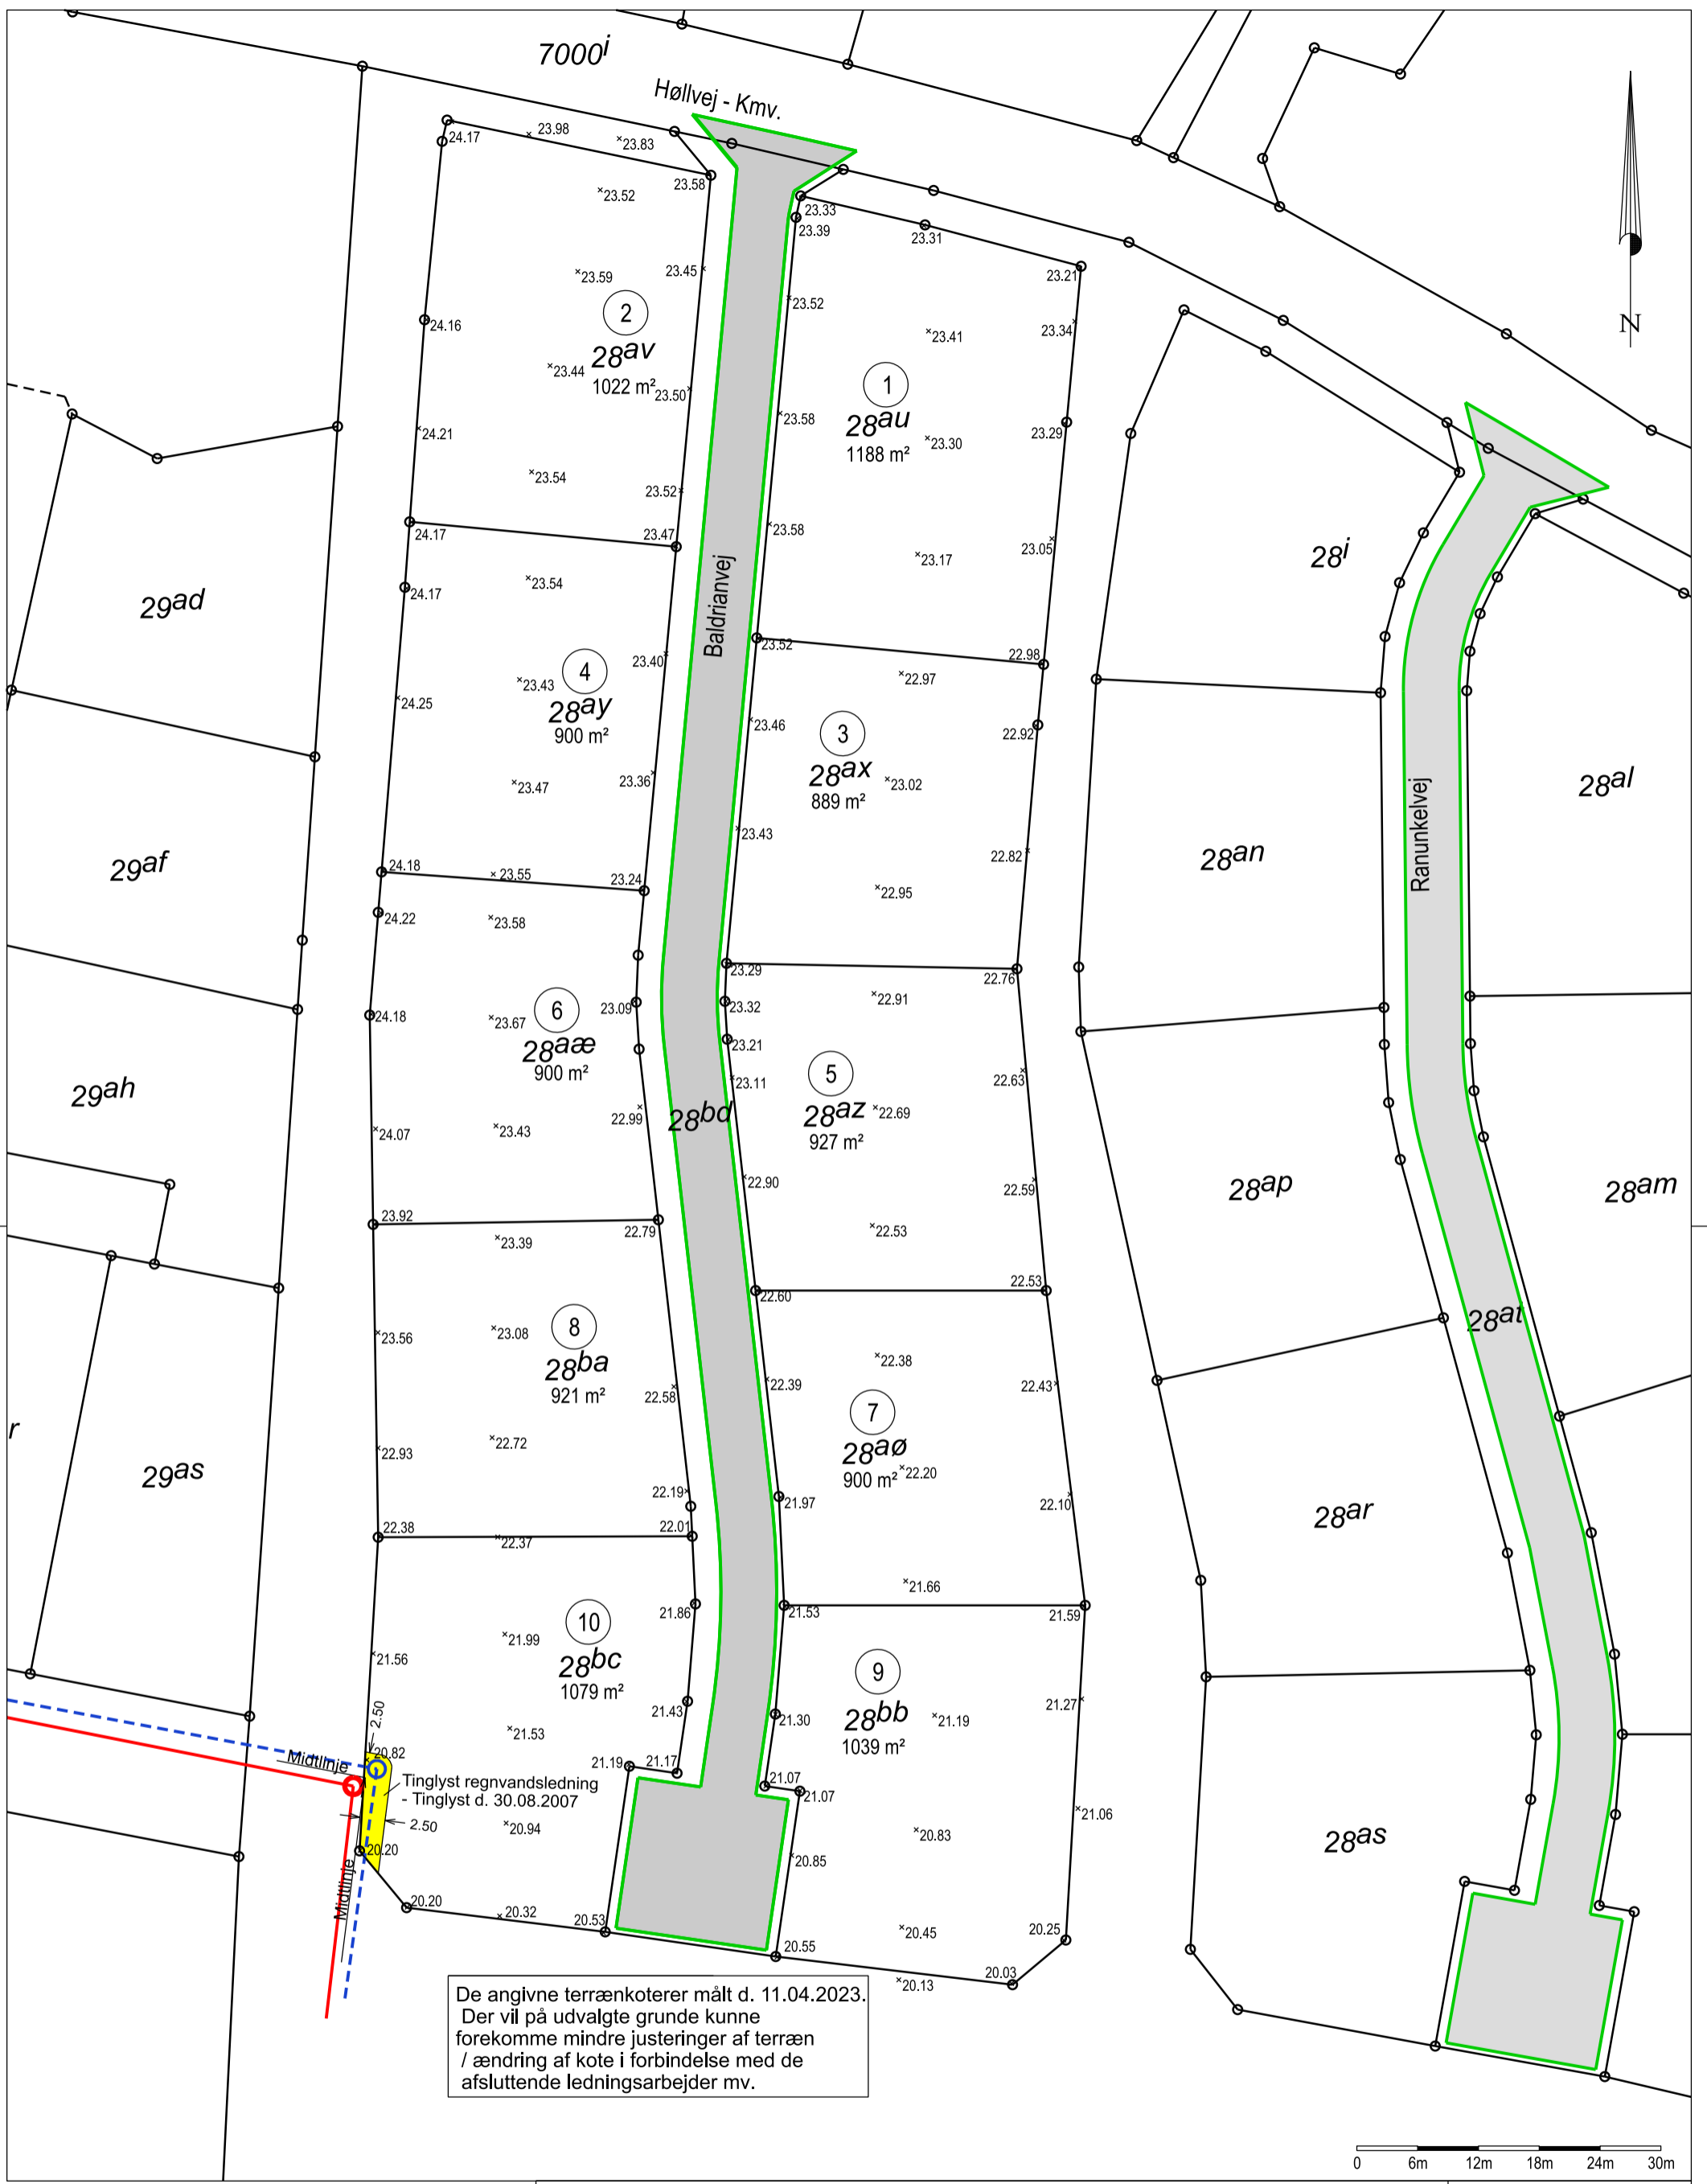 7000i
Høllvej - Kmv.
24.17
23.98
23.83
23.58
23.52
23.33
23.39
23.31
23.21
23.59
23.45
23.52
23.34
23.41
N
2
28av
1022 m²
24.16
23.44
23.50
1
28au
1188 m²
23.58
23.29
23.30
24.21
23.54
23.52
23.47
24.17
23.58
23.05
23.17
28i
29ad
24.17
23.54
Baldrianvej
23.52
22.98
22.97
23.40
4
28ay
900 m²
23.43
24.25
23.46
22.92
3
28ax
889 m²
23.02
23.47
23.36
23.43
22.82
Ranunkelvej
28al
28an
29af
24.18
23.55
23.24
22.95
24.22
23.58
23.29
22.76
22.91
23.32
23.09
24.18
23.67
6
28aæ
900 m²
23.21
23.11
5
28az
927 m²
22.69
22.63
29ah
24.07
23.43
22.99
28bd
22.90
22.59
28ap
28am
23.92
22.79
23.39
22.53
22.60
22.53
23.56
23.08
8
28ba
921 m²
22.38
22.39
22.43
28at
22.58
7
28aø
900 m²
22.20
r
29as
22.93
22.72
22.19
21.97
22.10
28ar
22.38
22.37
22.01
21.66
21.86
21.53
21.59
10
28bc
1079 m²
21.99
21.56
9
28bb
1039 m²
21.43
21.30
21.19
21.27
21.53
2.50
20.82
Midtlinje
21.19
21.17
21.07
21.07
Tinglyst regnvandsledning
- Tinglyst d. 30.08.2007
2.50
20.94
20.83
21.06
28as
20.20
20.85
Midtlinje
20.20
20.32
20.53
20.55
20.45
20.25
20.13
20.03
De angivne terrænkoterer målt d. 11.04.2023.
Der vil på udvalgte grunde kunne
forekomme mindre justeringer af terræn
/ ændring af kote i forbindelse med de
afsluttende ledningsarbejder mv.
0 6m 12m 18m 24m 30m